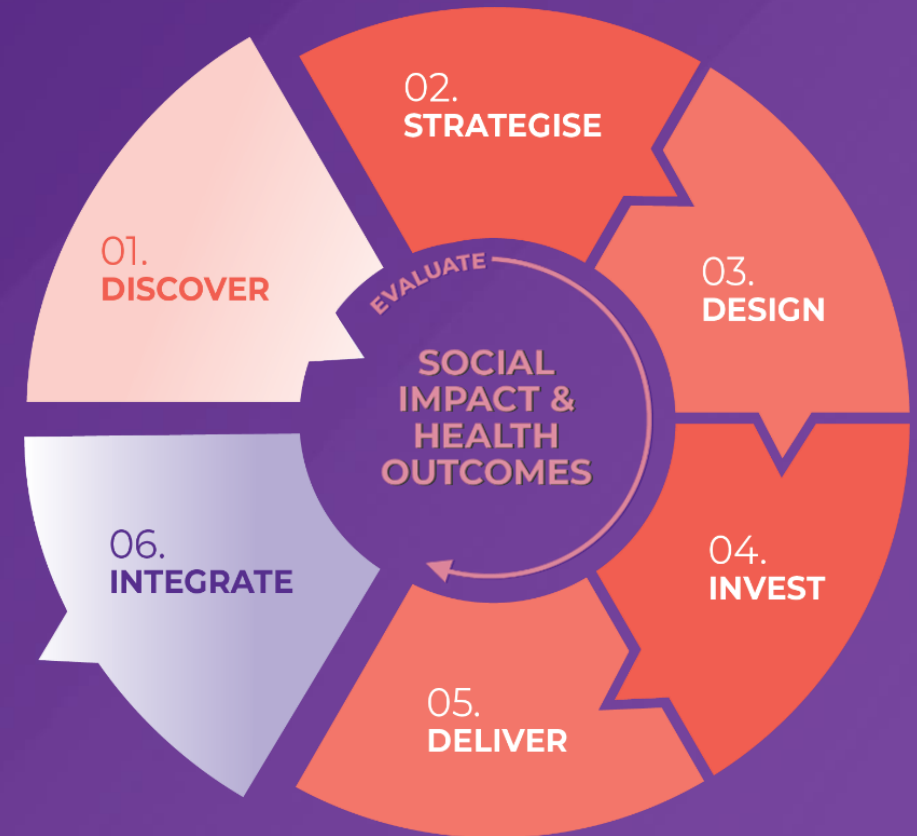 01.
DISCOVER
02.
STRATEGISE
03.
DESIGN
04.
INVEST
05.
DELIVER
06.
INTEGRATE
EVALUATE
SOCIAL
IMPACT &
HEALTH
OUTCOMES